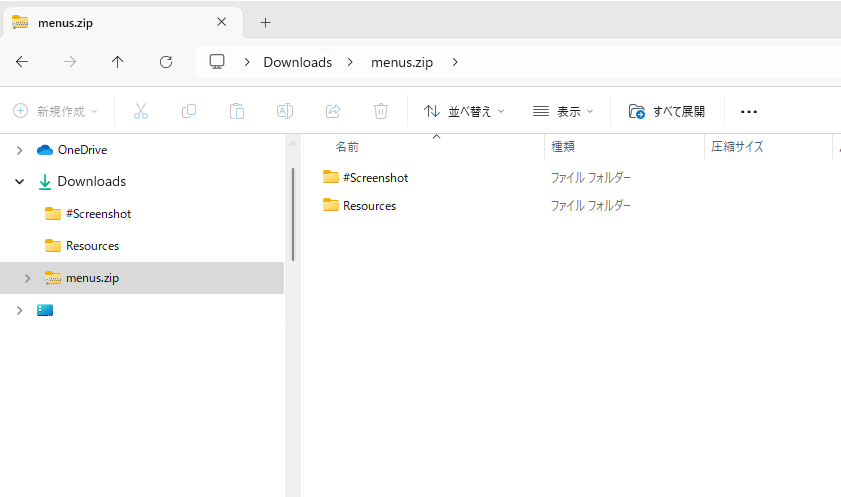 menus.zip
Downloads
menus.zip
新規作成
並べ替え
表示
すべて展開
OneDrive
Downloads
#Screenshot
Resources
menus.zip
名前
種類
圧縮サイズ
#Screenshot
ファイル フォルダー
Resources
ファイル フォルダー